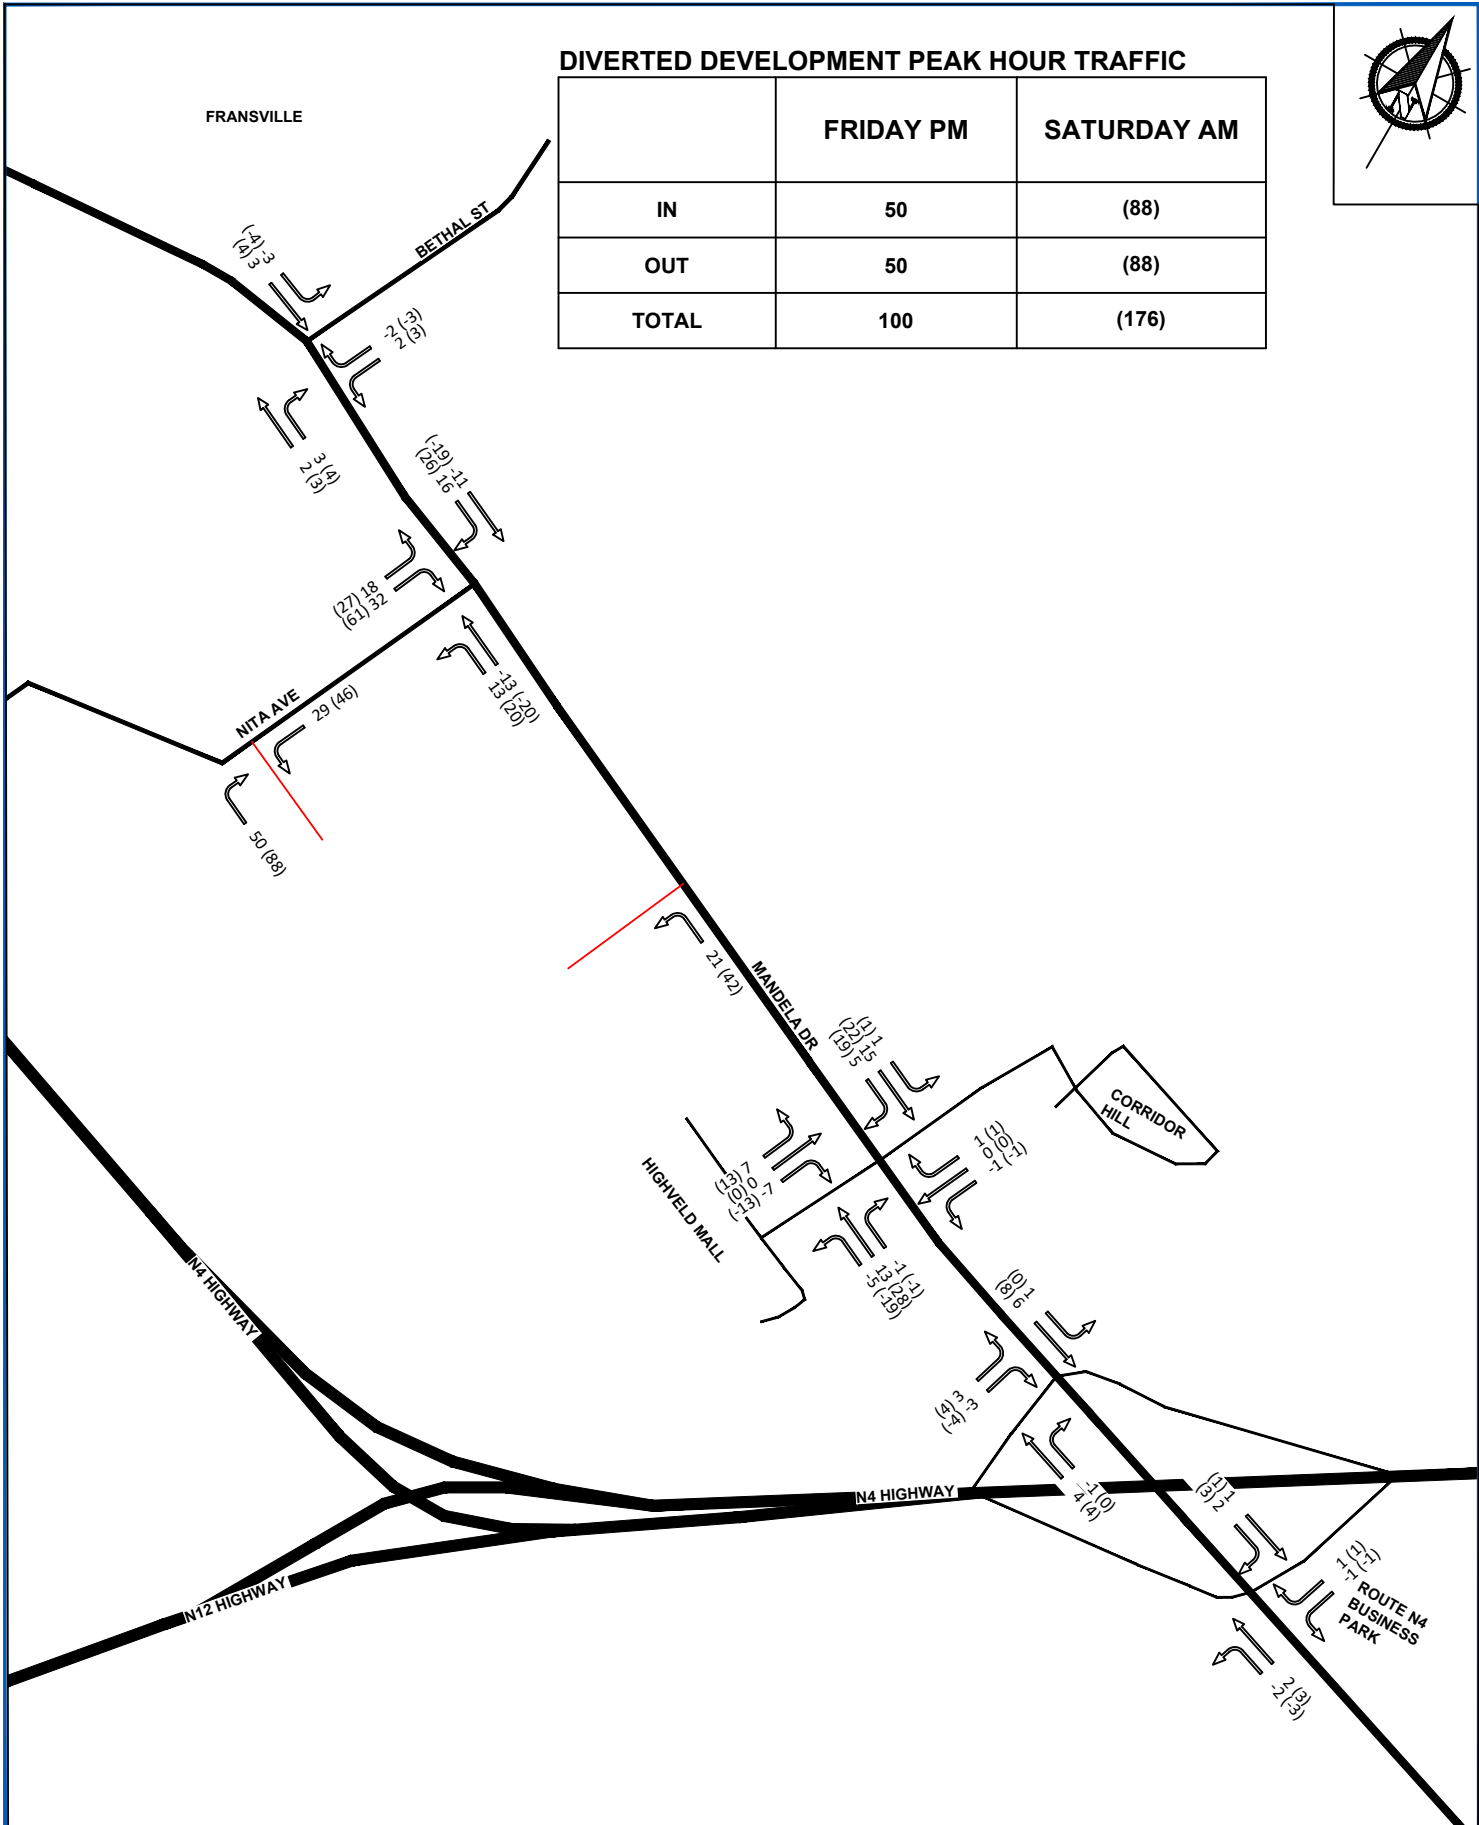 DIVERTED DEVELOPMENT PEAK HOUR TRAFFIC
FRIDAY PM SATURDAY AM
IN 50 (88)
OUT 50 (88)
TOTAL 100 (176)
N
FRANSVILLE
BETHAL ST
(-4) -3
(4) 3
-2 (-3)
2 (3)
3 (4)
2 (3)
(-19) -11
(26) 16
(27) 18
(61) 32
-13 (-20)
13 (20)
NITA AVE
29 (46)
50 (88)
21 (42)
MANDELA DR
(1) 1
(22) 15
(19) 5
CORRIDOR
HILL
1 (1)
0 (0)
-1 (-1)
(13) 7
(0) 0
(-13) -7
HIGHVELD MALL
-1 (-1)
13 (28)
-5 (-19)
(0) 1
(8) 6
N4 HIGHWAY
(4) 3
(-4) -3
N4 HIGHWAY
-1 (0)
4 (4)
(1) 1
(3) 2
1 (1)
-1 (-1)
ROUTE N4
BUSINESS
PARK
N12 HIGHWAY
2 (3)
-2 (-3)